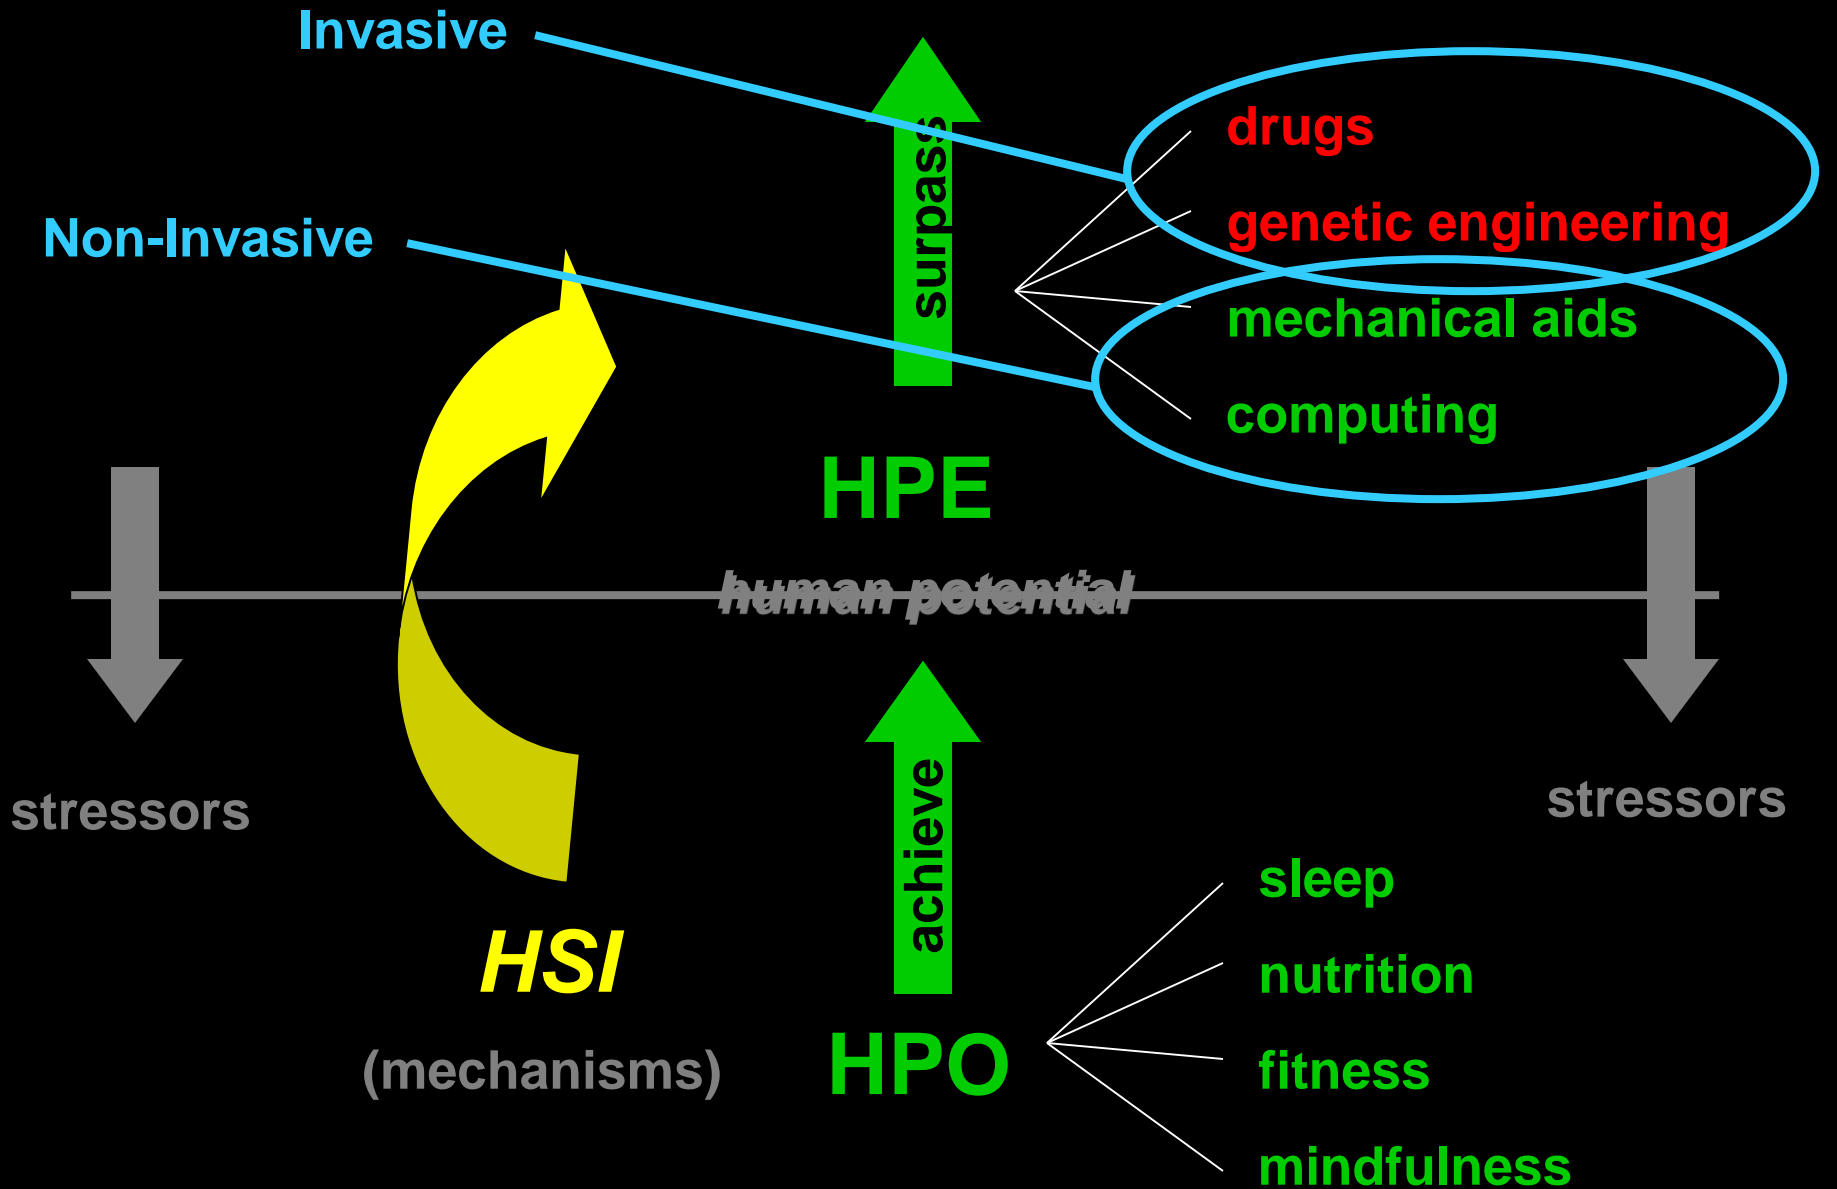 Invasive
drugs
surpass
genetic engineering
Non-Invasive
mechanical aids
computing
HPE
human potential
stressors
stressors
achieve
sleep
HSI
nutrition
(mechanisms)
HPO
fitness
mindfulness